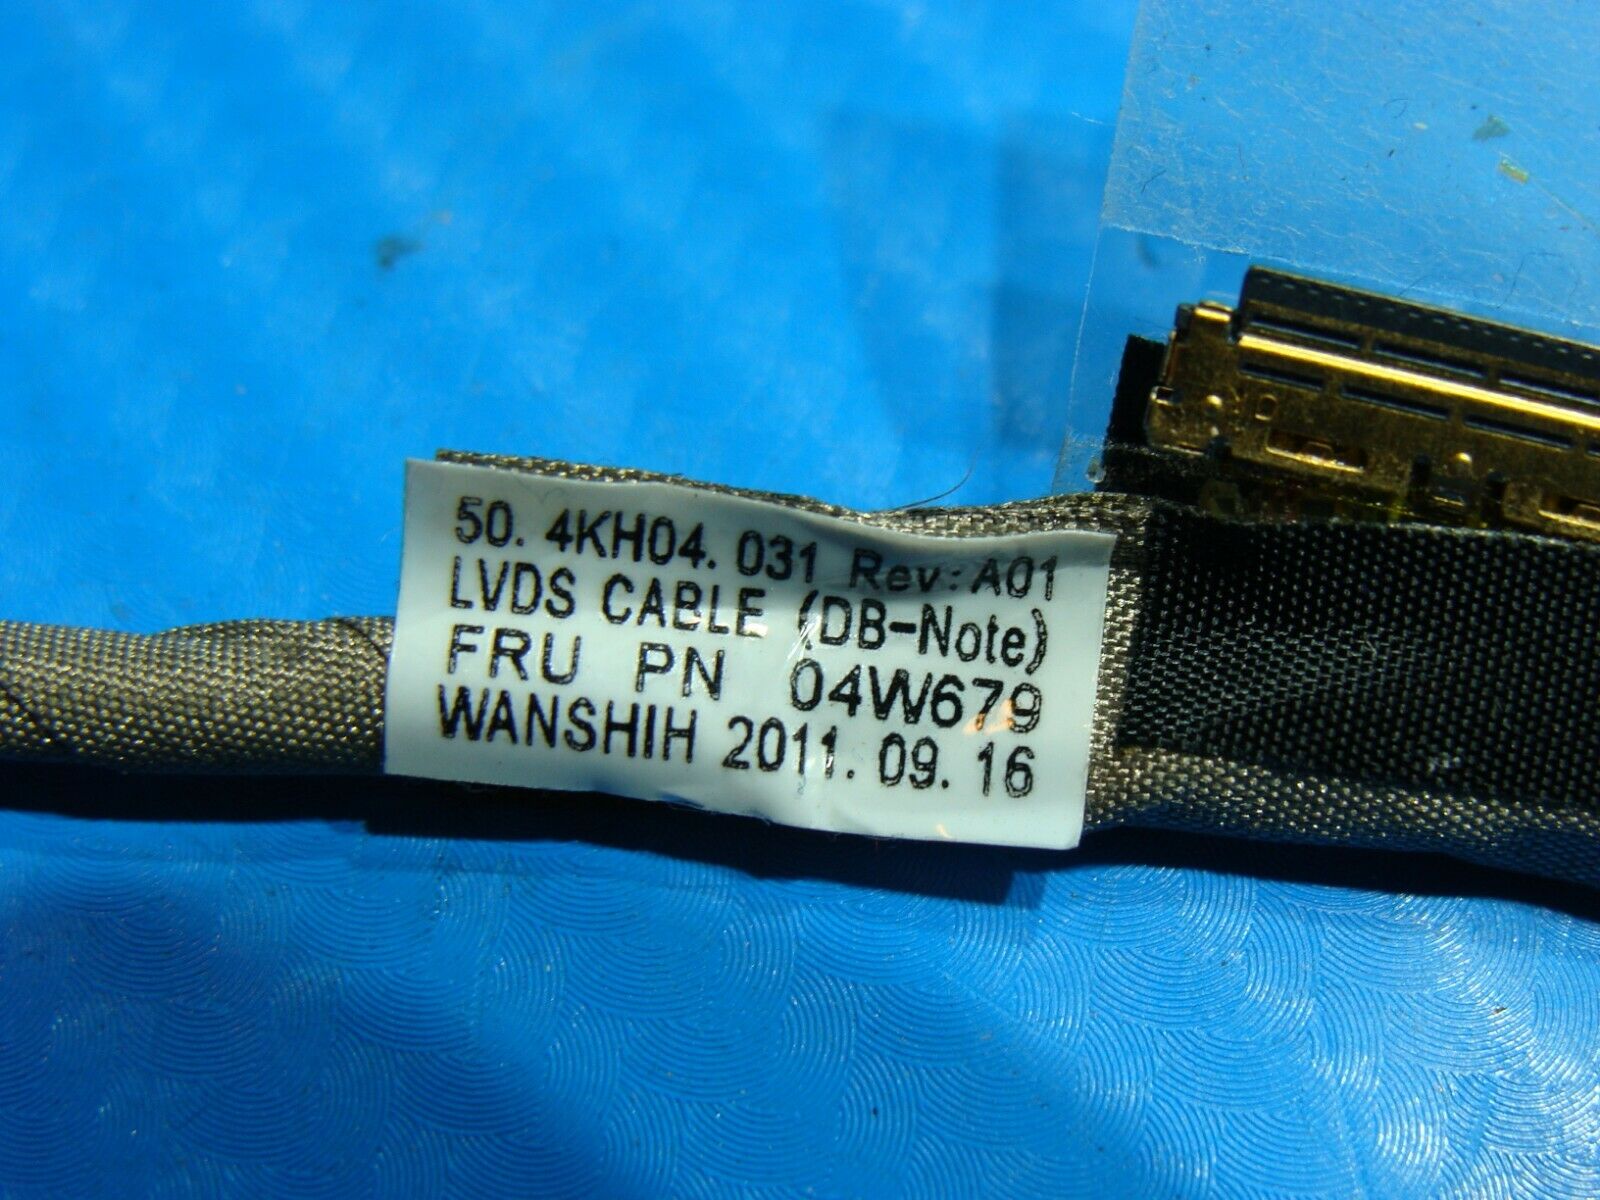 50. 4KH04. 031 Rev:A01
LVDS CABLE (DB-Note)
FRU PN 04W679
WANSHIH 2011. 09. 16